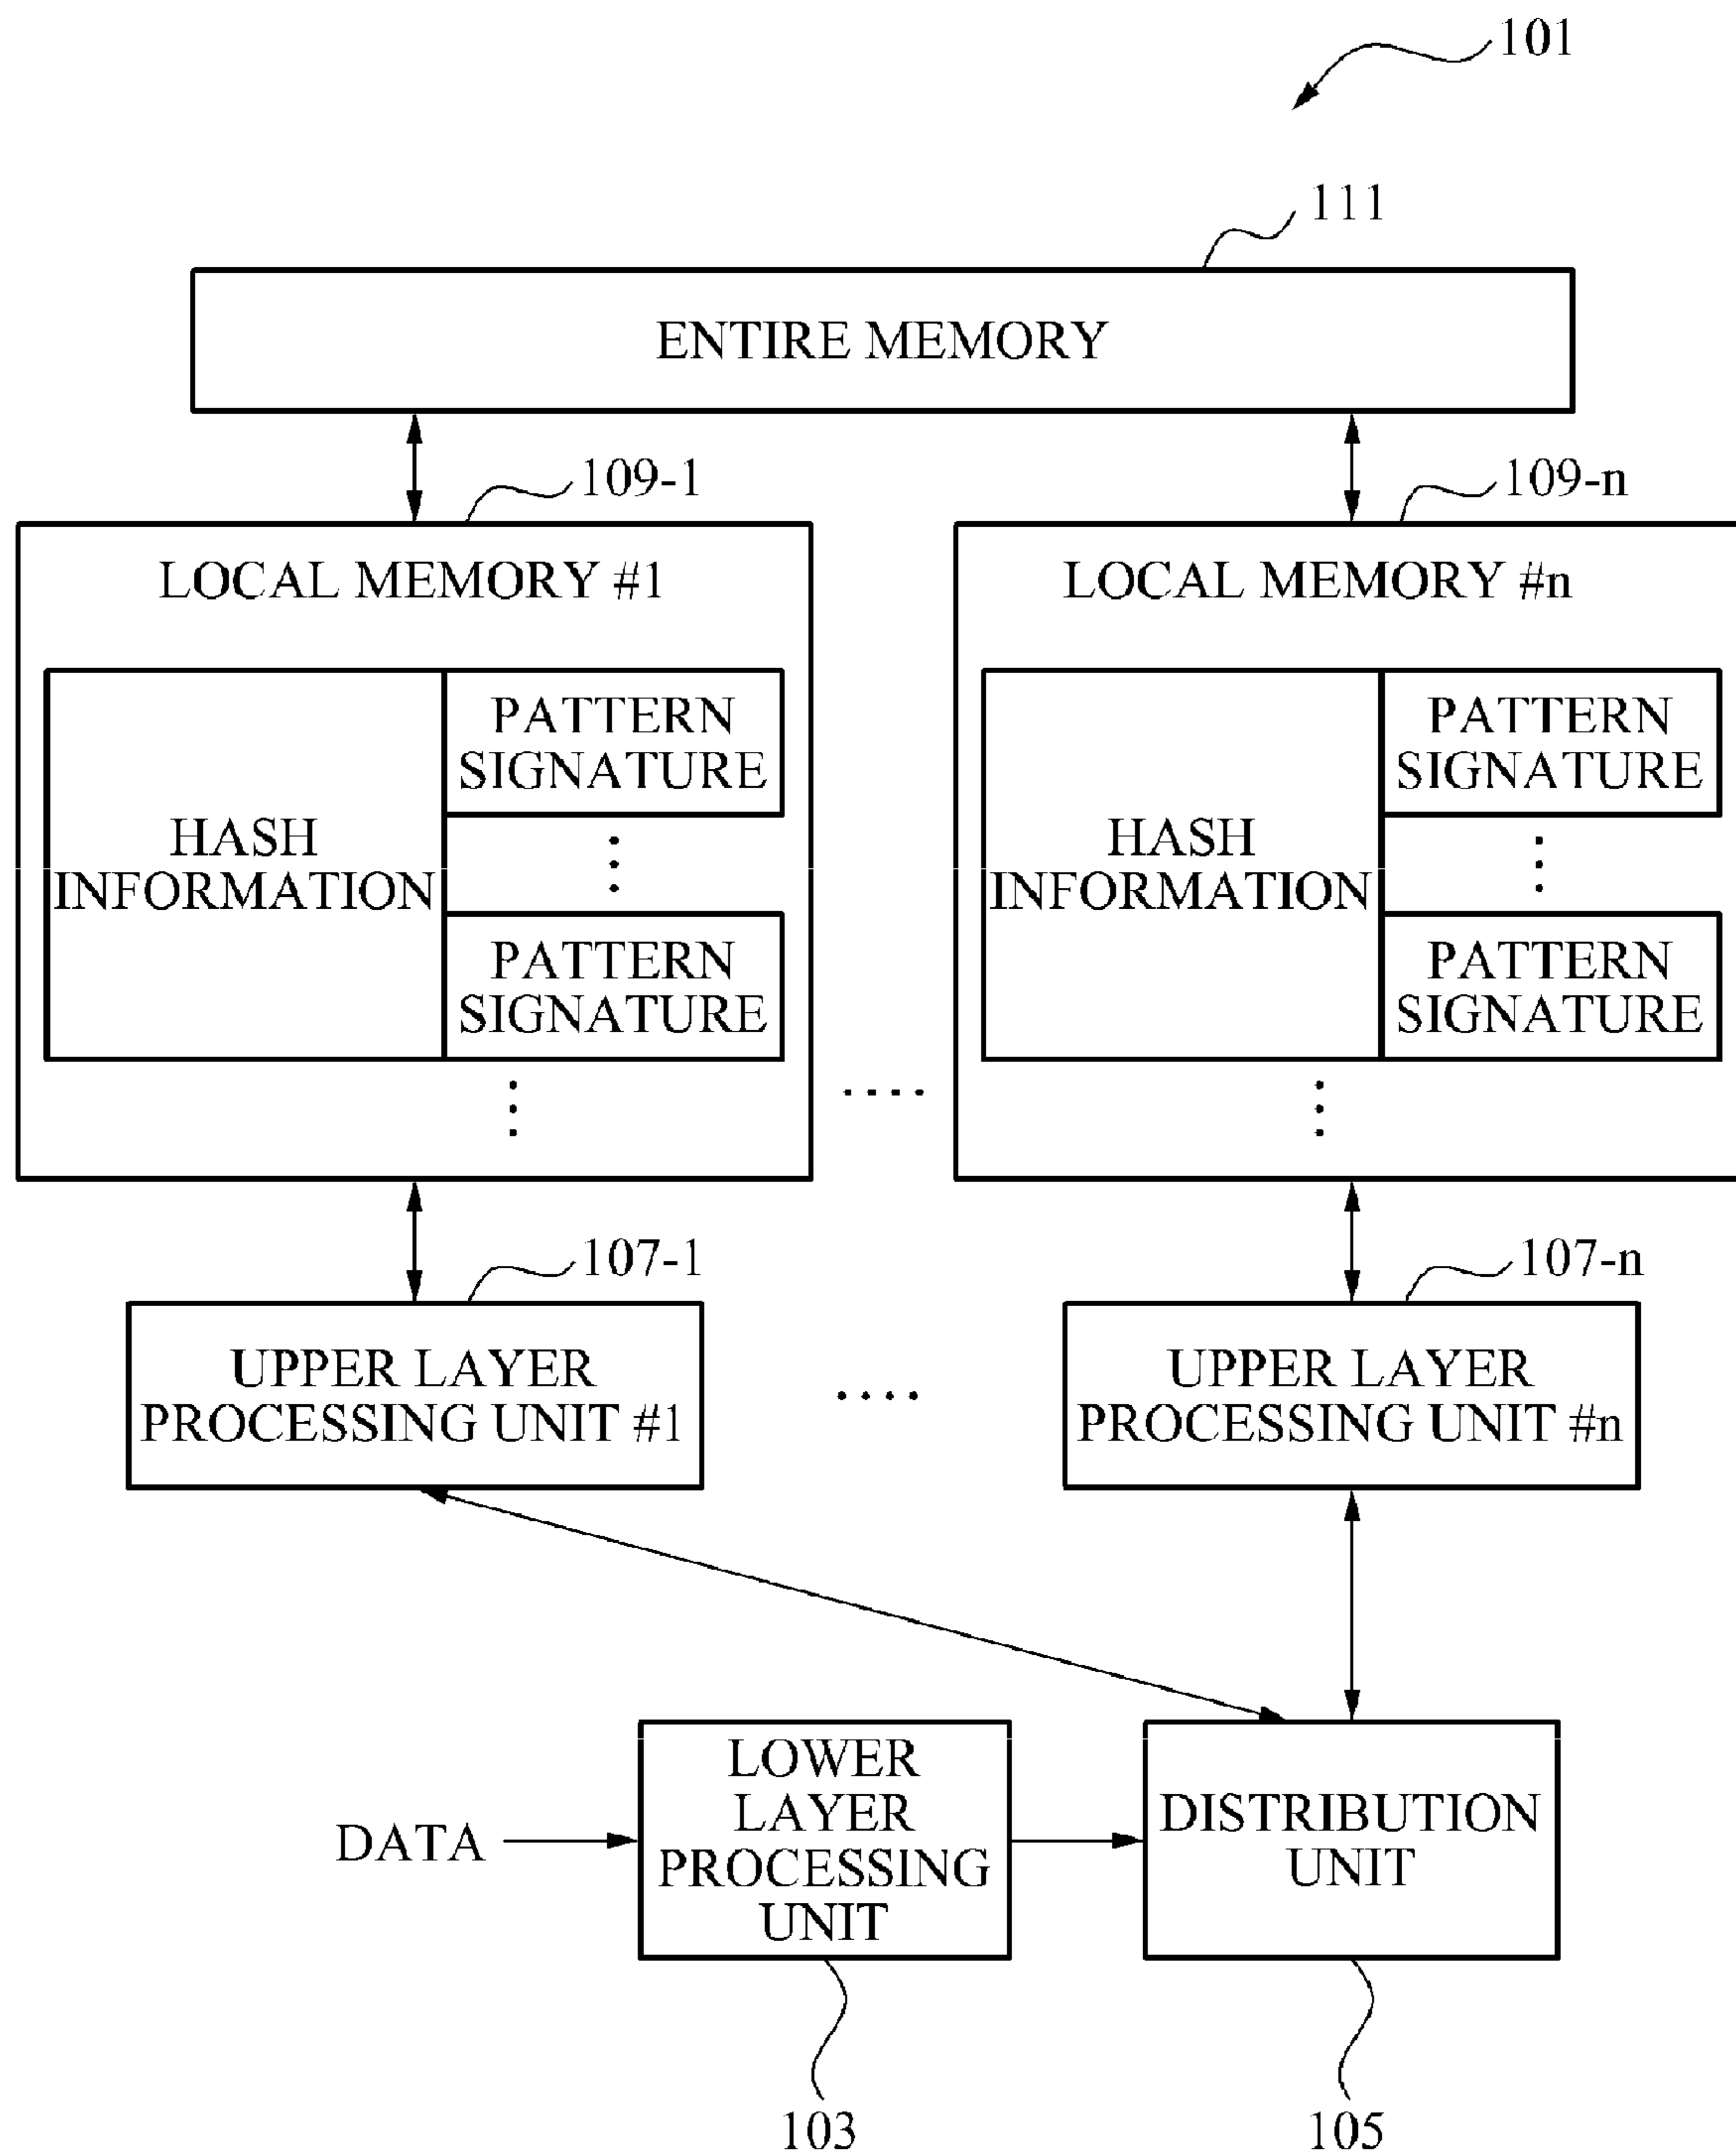 101
111
ENTIRE MEMORY
109-1
109-n
LOCAL MEMORY #1
LOCAL MEMORY #n
HASH
INFORMATION
PATTERN
SIGNATURE
PATTERN
SIGNATURE
HASH
INFORMATION
PATTERN
SIGNATURE
PATTERN
SIGNATURE
107-1
107-n
UPPER LAYER
PROCESSING UNIT #1
UPPER LAYER
PROCESSING UNIT #n
DATA
LOWER
LAYER
PROCESSING
UNIT
DISTRIBUTION
UNIT
103
105